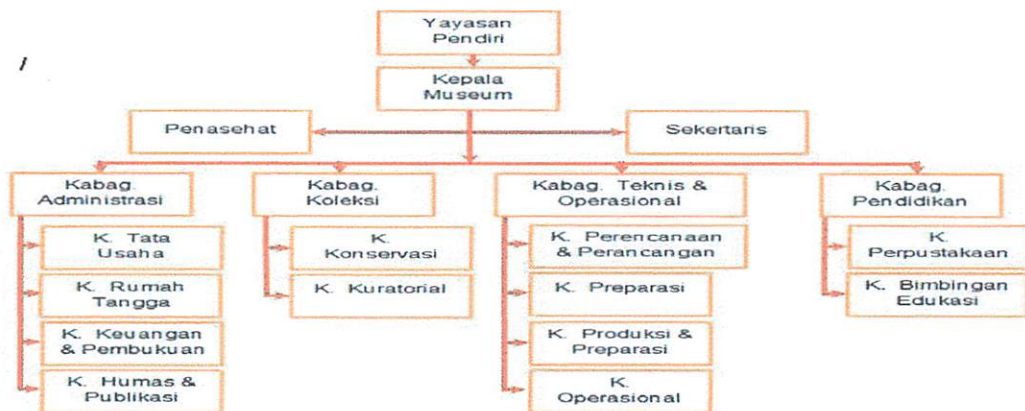 Yayasan
Pendiri
Kepala
Museum
Penasehat
Sekertaris
Kabag.
Administrasi
Kabag.
Koleksi
Kabag. Teknis &
Operasional
Kabag.
Pendidikan
K. Tata
Usaha
K. Rumah
Tangga
K. Keuangan
& Pembukuan
K. Humas &
Publikasi
K.
Konservasi
K. Kuratorial
K. Perencanaan
& Perancangan
K. Preparasi
K. Produksi &
Preparasi
K.
Operasional
K.
Perpustakaan
K. Bimbingan
Edukasi